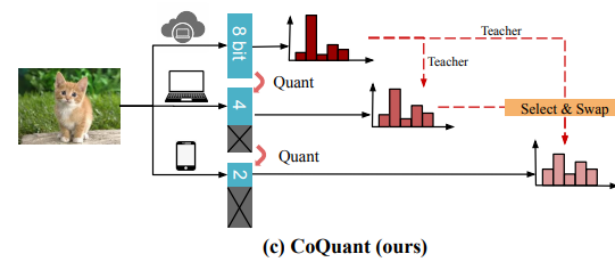 8 bit
Teacher
Teacher
Quant
4
Select & Swap
Quant
2
(c) CoQuant (ours)